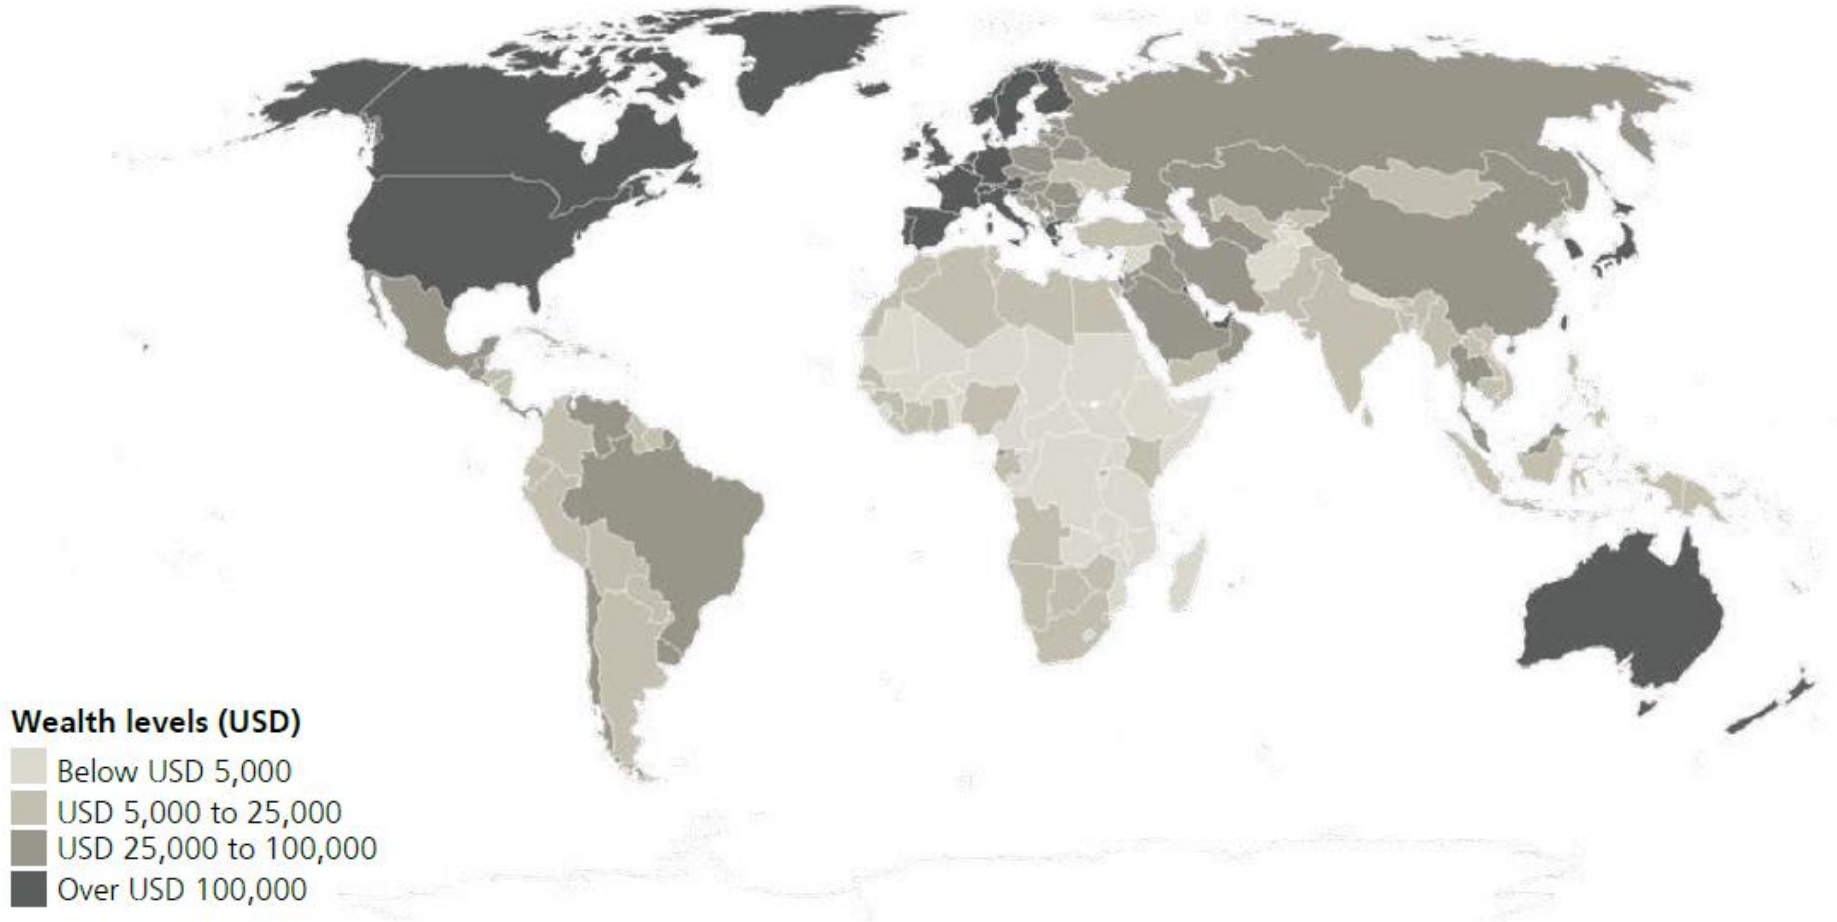 Wealth levels (USD)
Below USD 5,000
USD 5,000 to 25,000
USD 25,000 to 100,000
Over USD 100,000